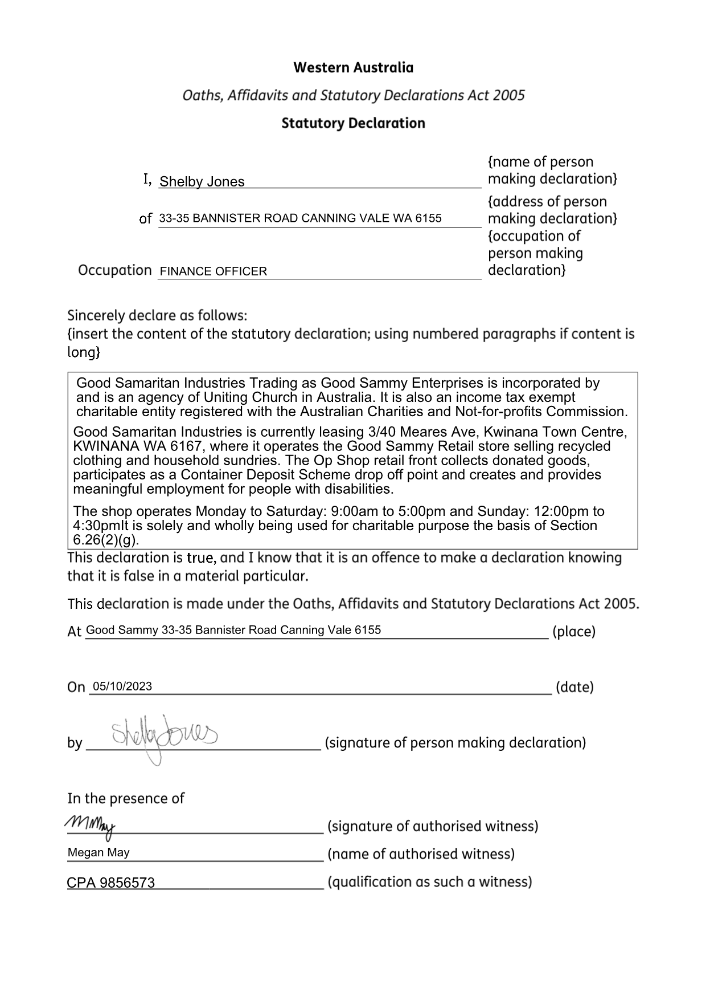 Western Australia
Oaths, Affidavits and Statutory Declarations Act 2005
Statutory Declaration
I, Shelby Jones
{name of person
making declaration}
of 33-35 BANNISTER ROAD CANNING VALE WA 6155
{address of person
making declaration}
Occupation FINANCE OFFICER
{occupation of
person making
declaration}
Sincerely declare as follows:
{insert the content of the statutory declaration; using numbered paragraphs if content is
long}
Good Samaritan Industries Trading as Good Sammy Enterprises is incorporated by
and is an agency of Uniting Church in Australia. It is also an income tax exempt
charitable entity registered with the Australian Charities and Not-for-profits Commission.
Good Samaritan Industries is currently leasing 3/40 Meares Ave, Kwinana Town Centre,
KWINANA WA 6167, where it operates the Good Sammy Retail store selling recycled
clothing and household sundries. The Op Shop retail front collects donated goods,
participates as a Container Deposit Scheme drop off point and creates and provides
meaningful employment for people with disabilities.
The shop operates Monday to Saturday: 9:00am to 5:00pm and Sunday: 12:00pm to
4:30pmIt is solely and wholly being used for charitable purpose the basis of Section
6.26(2)(g).
This declaration is true, and I know that it is an offence to make a declaration knowing
that it is false in a material particular.
This declaration is made under the Oaths, Affidavits and Statutory Declarations Act 2005.
At Good Sammy 33-35 Bannister Road Canning Vale 6155 (place)
On 05/10/2023 (date)
by Shelby Jones (signature of person making declaration)
In the presence of
MMay (signature of authorised witness)
Megan May (name of authorised witness)
CPA 9856573 (qualification as such a witness)